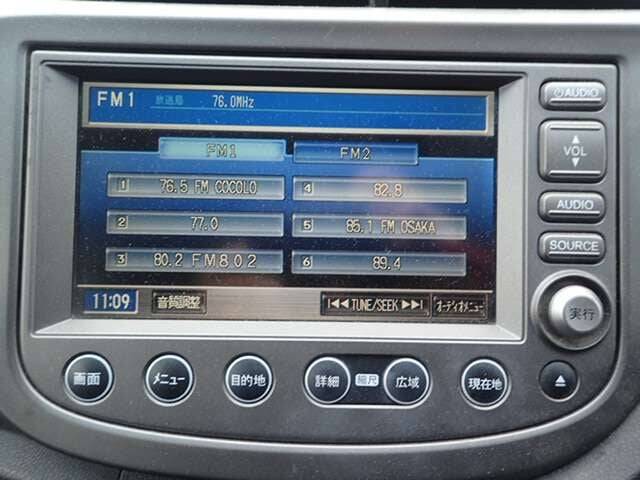 FM1 放送局 76.0MHz
FM1 FM2
1 76.5 FM COCOLO
2 77.0
3 80.2 FM802
4 82.8
5 85.1 FM OSAKA
6 89.4
11:09 音質調整 |◀◀ TUNE/SEEK ▶▶| オーディオメニュー
AUDIO
▲
VOL
▼
AUDIO
SOURCE
実行
画面 メニュー 目的地 詳細 縮尺 広域 現在地